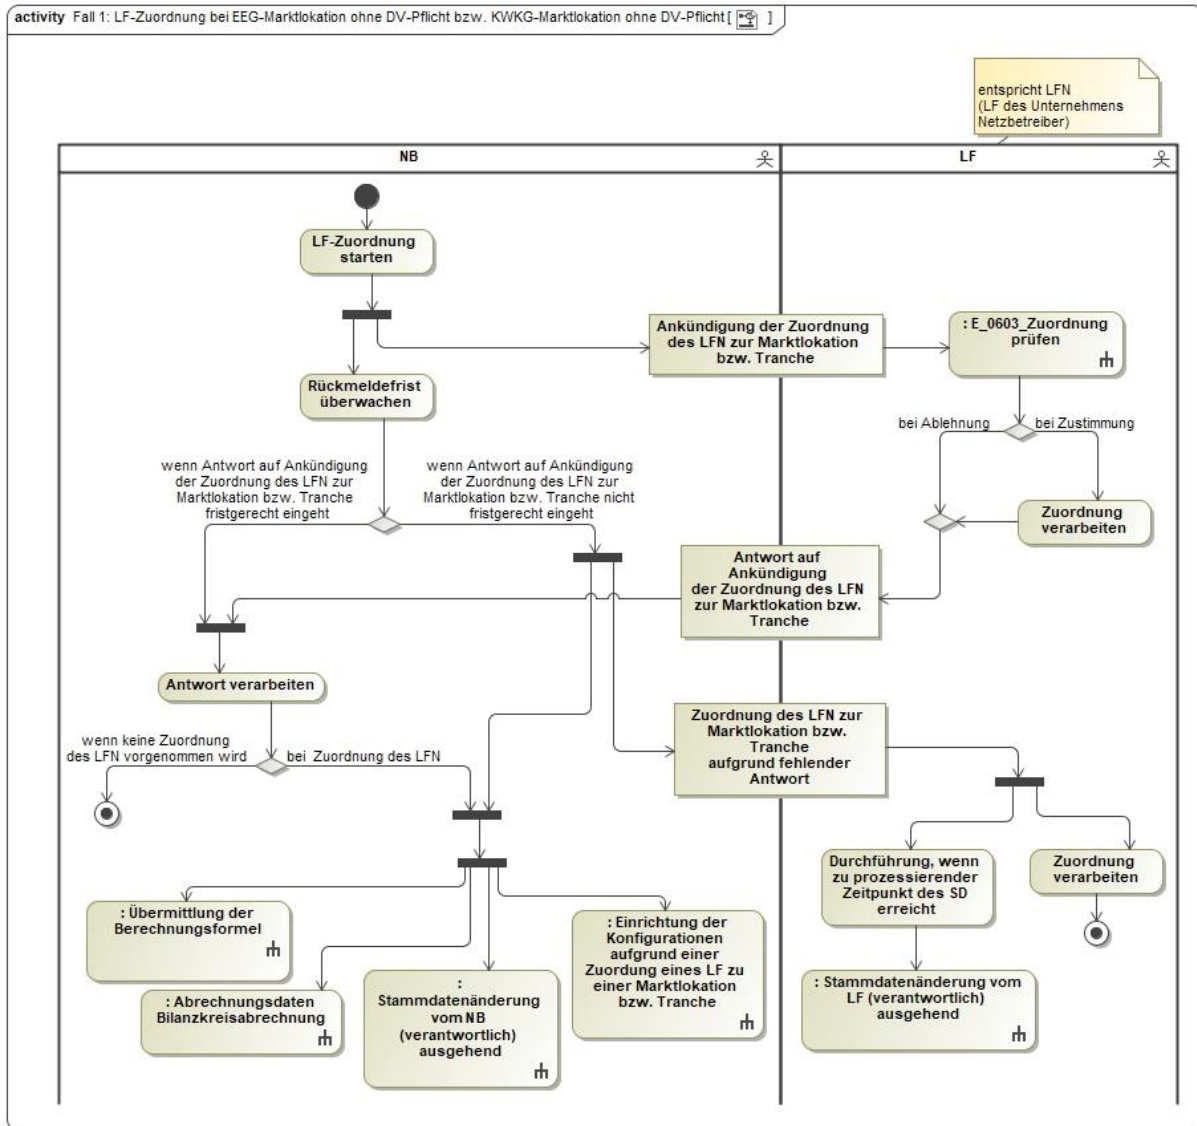 activity Fall 1: LF-Zuordnung bei EEG-Marktlokation ohne DV-Pflicht bzw. KWKG-Marktlokation ohne DV-Pflicht [ ]
entspricht LFN
(LF des Unternehmens
Netzbetreiber)
NB
LF
LF-Zuordnung
starten
Ankündigung der Zuordnung
des LFN zur Marktlokation
bzw. Tranche
: E_0603_Zuordnung
prüfen
Rückmeldefrist
überwachen
bei Ablehnung
bei Zustimmung
wenn Antwort auf Ankündigung
der Zuordnung des LFN zur
Marktlokation bzw. Tranche
fristgerecht eingeht
wenn Antwort auf Ankündigung
der Zuordnung des LFN zur
Marktlokation bzw. Tranche nicht
fristgerecht eingeht
Zuordnung
verarbeiten
Antwort auf
Ankündigung
der Zuordnung des LFN
zur Marktlokation bzw.
Tranche
Antwort verarbeiten
wenn keine Zuordnung
des LFN vorgenommen wird
bei Zuordnung des LFN
Zuordnung des LFN zur
Marktlokation bzw.
Tranche
aufgrund fehlender
Antwort
Durchführung, wenn
zu prozessierender
Zeitpunkt des SD
erreicht
Zuordnung
verarbeiten
: Übermittlung der
Berechnungsformel
: Abrechnungsdaten
Bilanzkreisabrechnung
:
Stammdatenänderung
vom NB
(verantwortlich)
ausgehend
: Einrichtung der
Konfigurationen
aufgrund einer
Zuordung eines LF zu
einer Marktlokation
bzw. Tranche
: Stammdatenänderung vom
LF (verantwortlich)
ausgehend